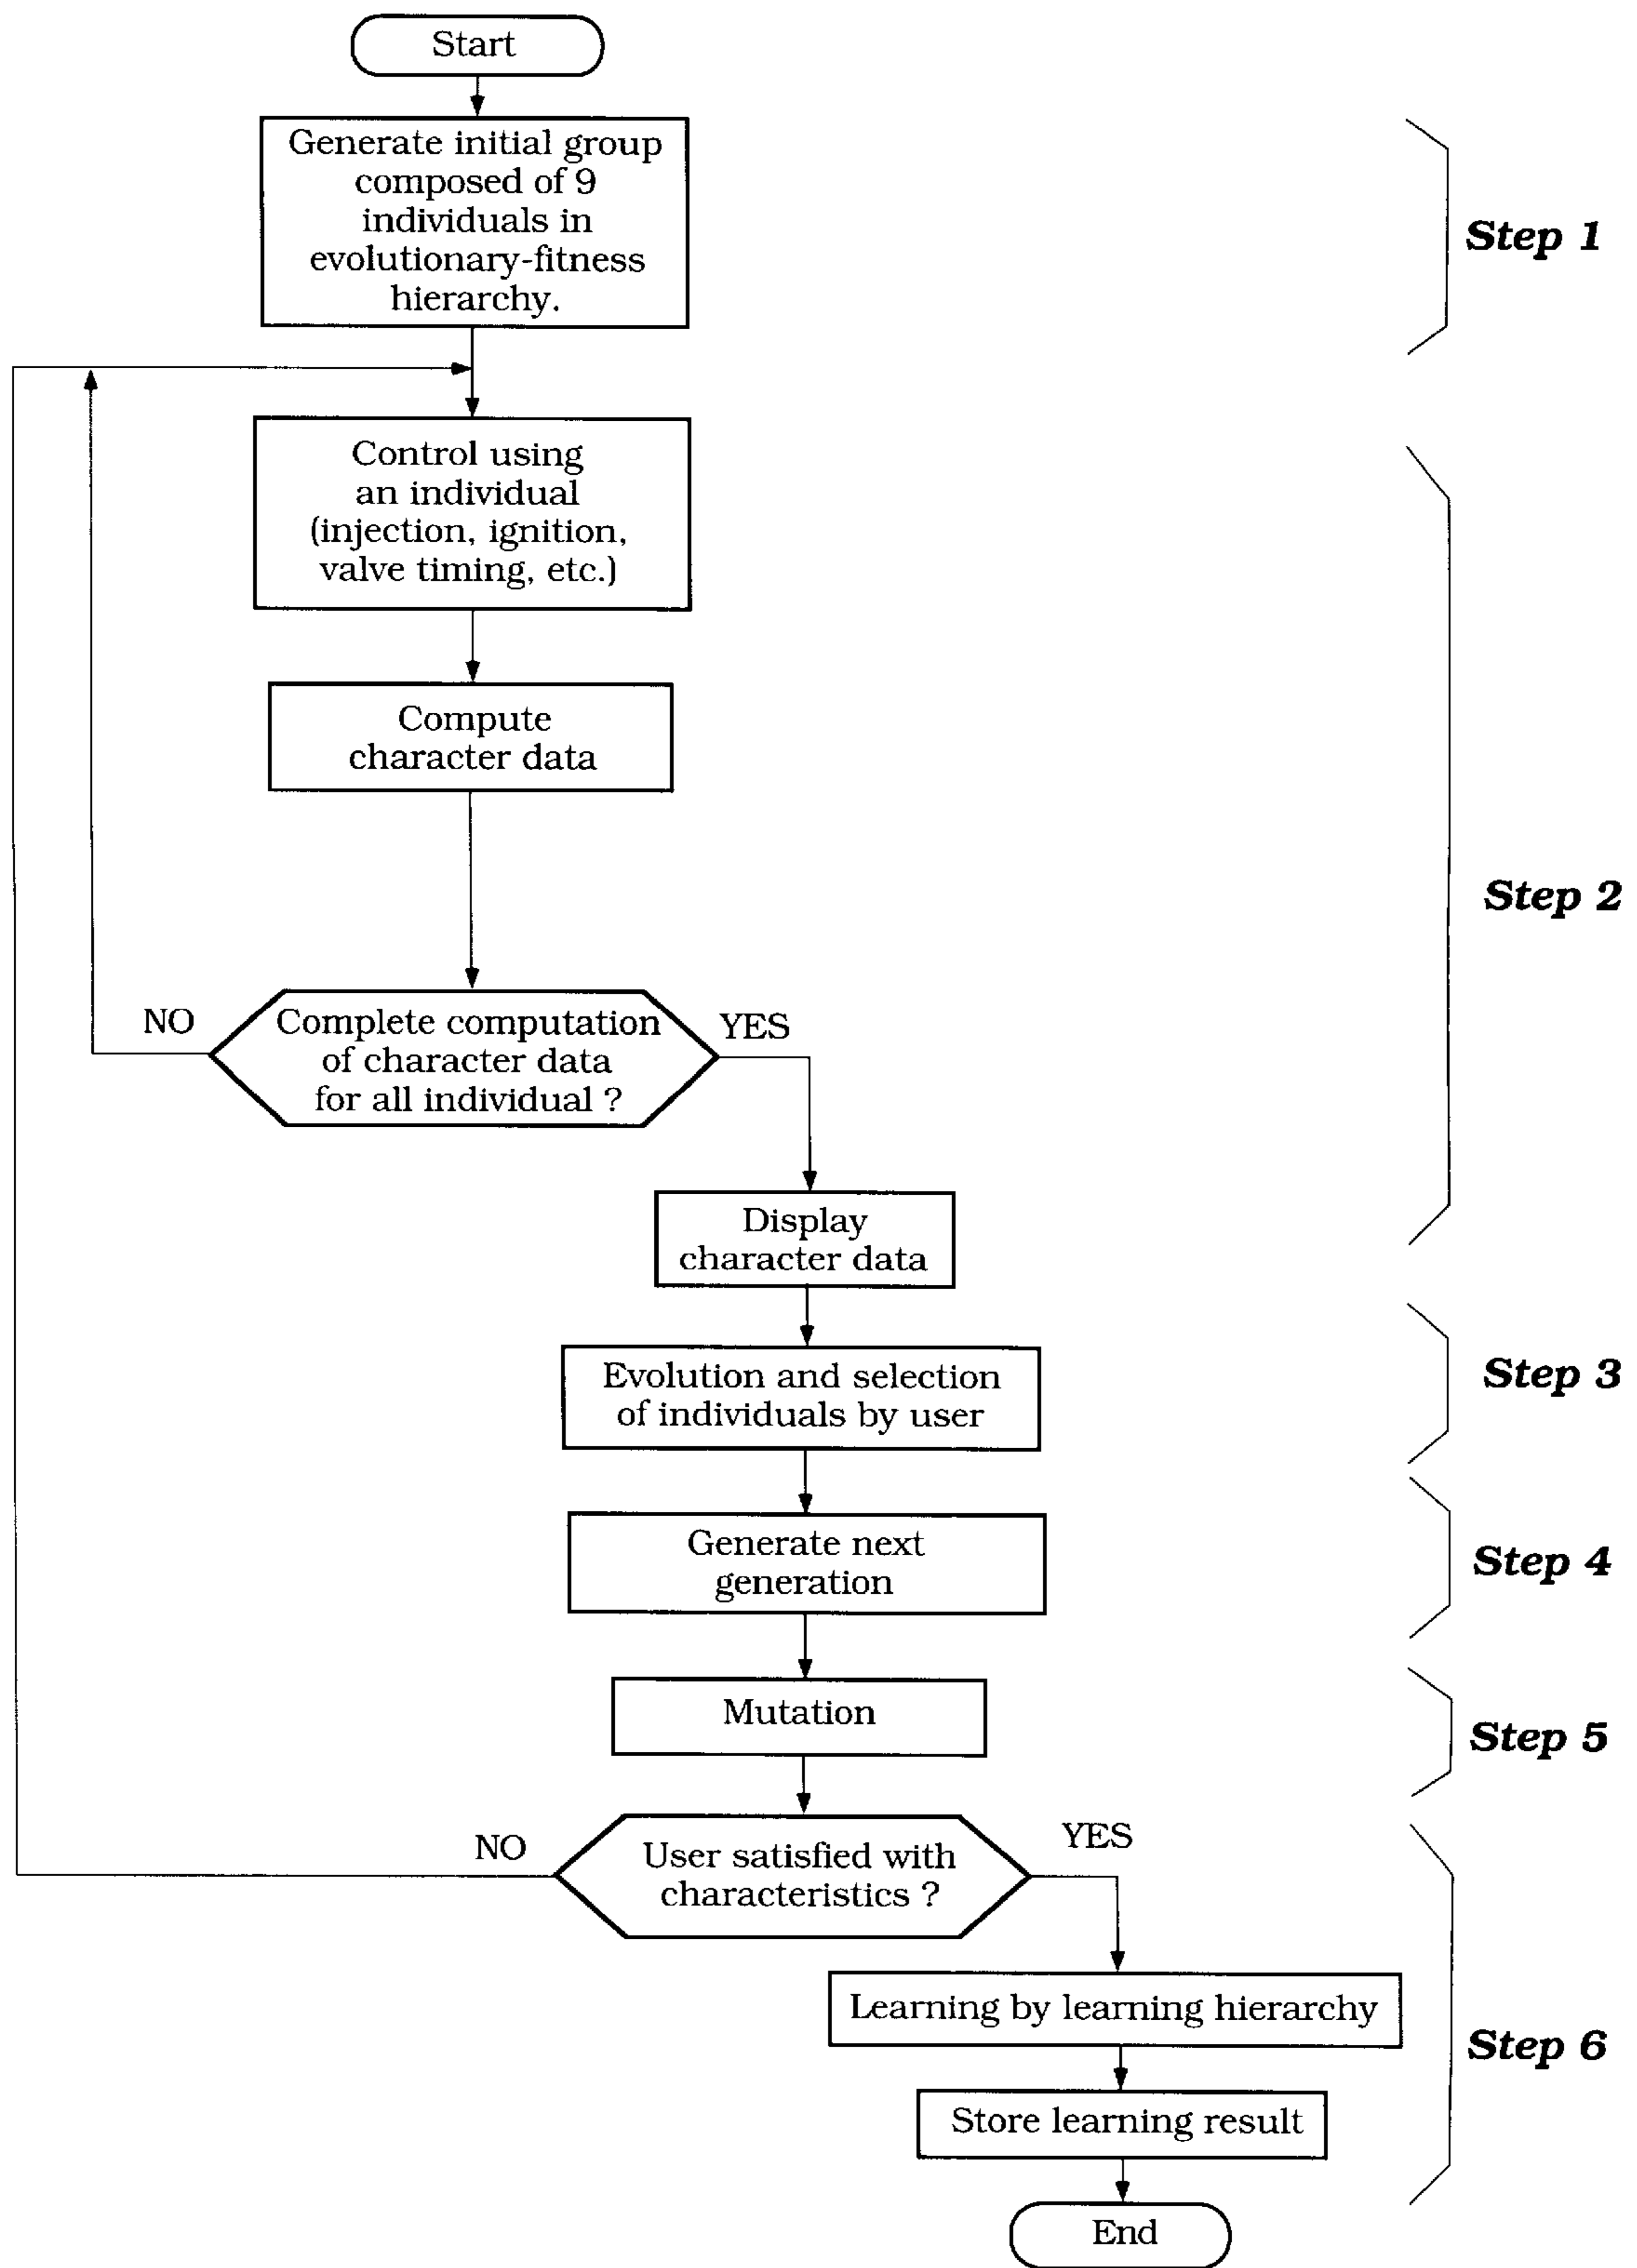 Start
Generate initial group
composed of 9
individuals in
evolutionary-fitness
hierarchy.
Step 1
Control using
an individual
(injection, ignition,
valve timing, etc.)
Compute
character data
Step 2
NO
Complete computation
of character data
for all individual ?
YES
Display
character data
Evolution and selection
of individuals by user
Step 3
Generate next
generation
Step 4
Mutation
Step 5
NO
User satisfied with
characteristics ?
YES
Learning by learning hierarchy
Step 6
Store learning result
End